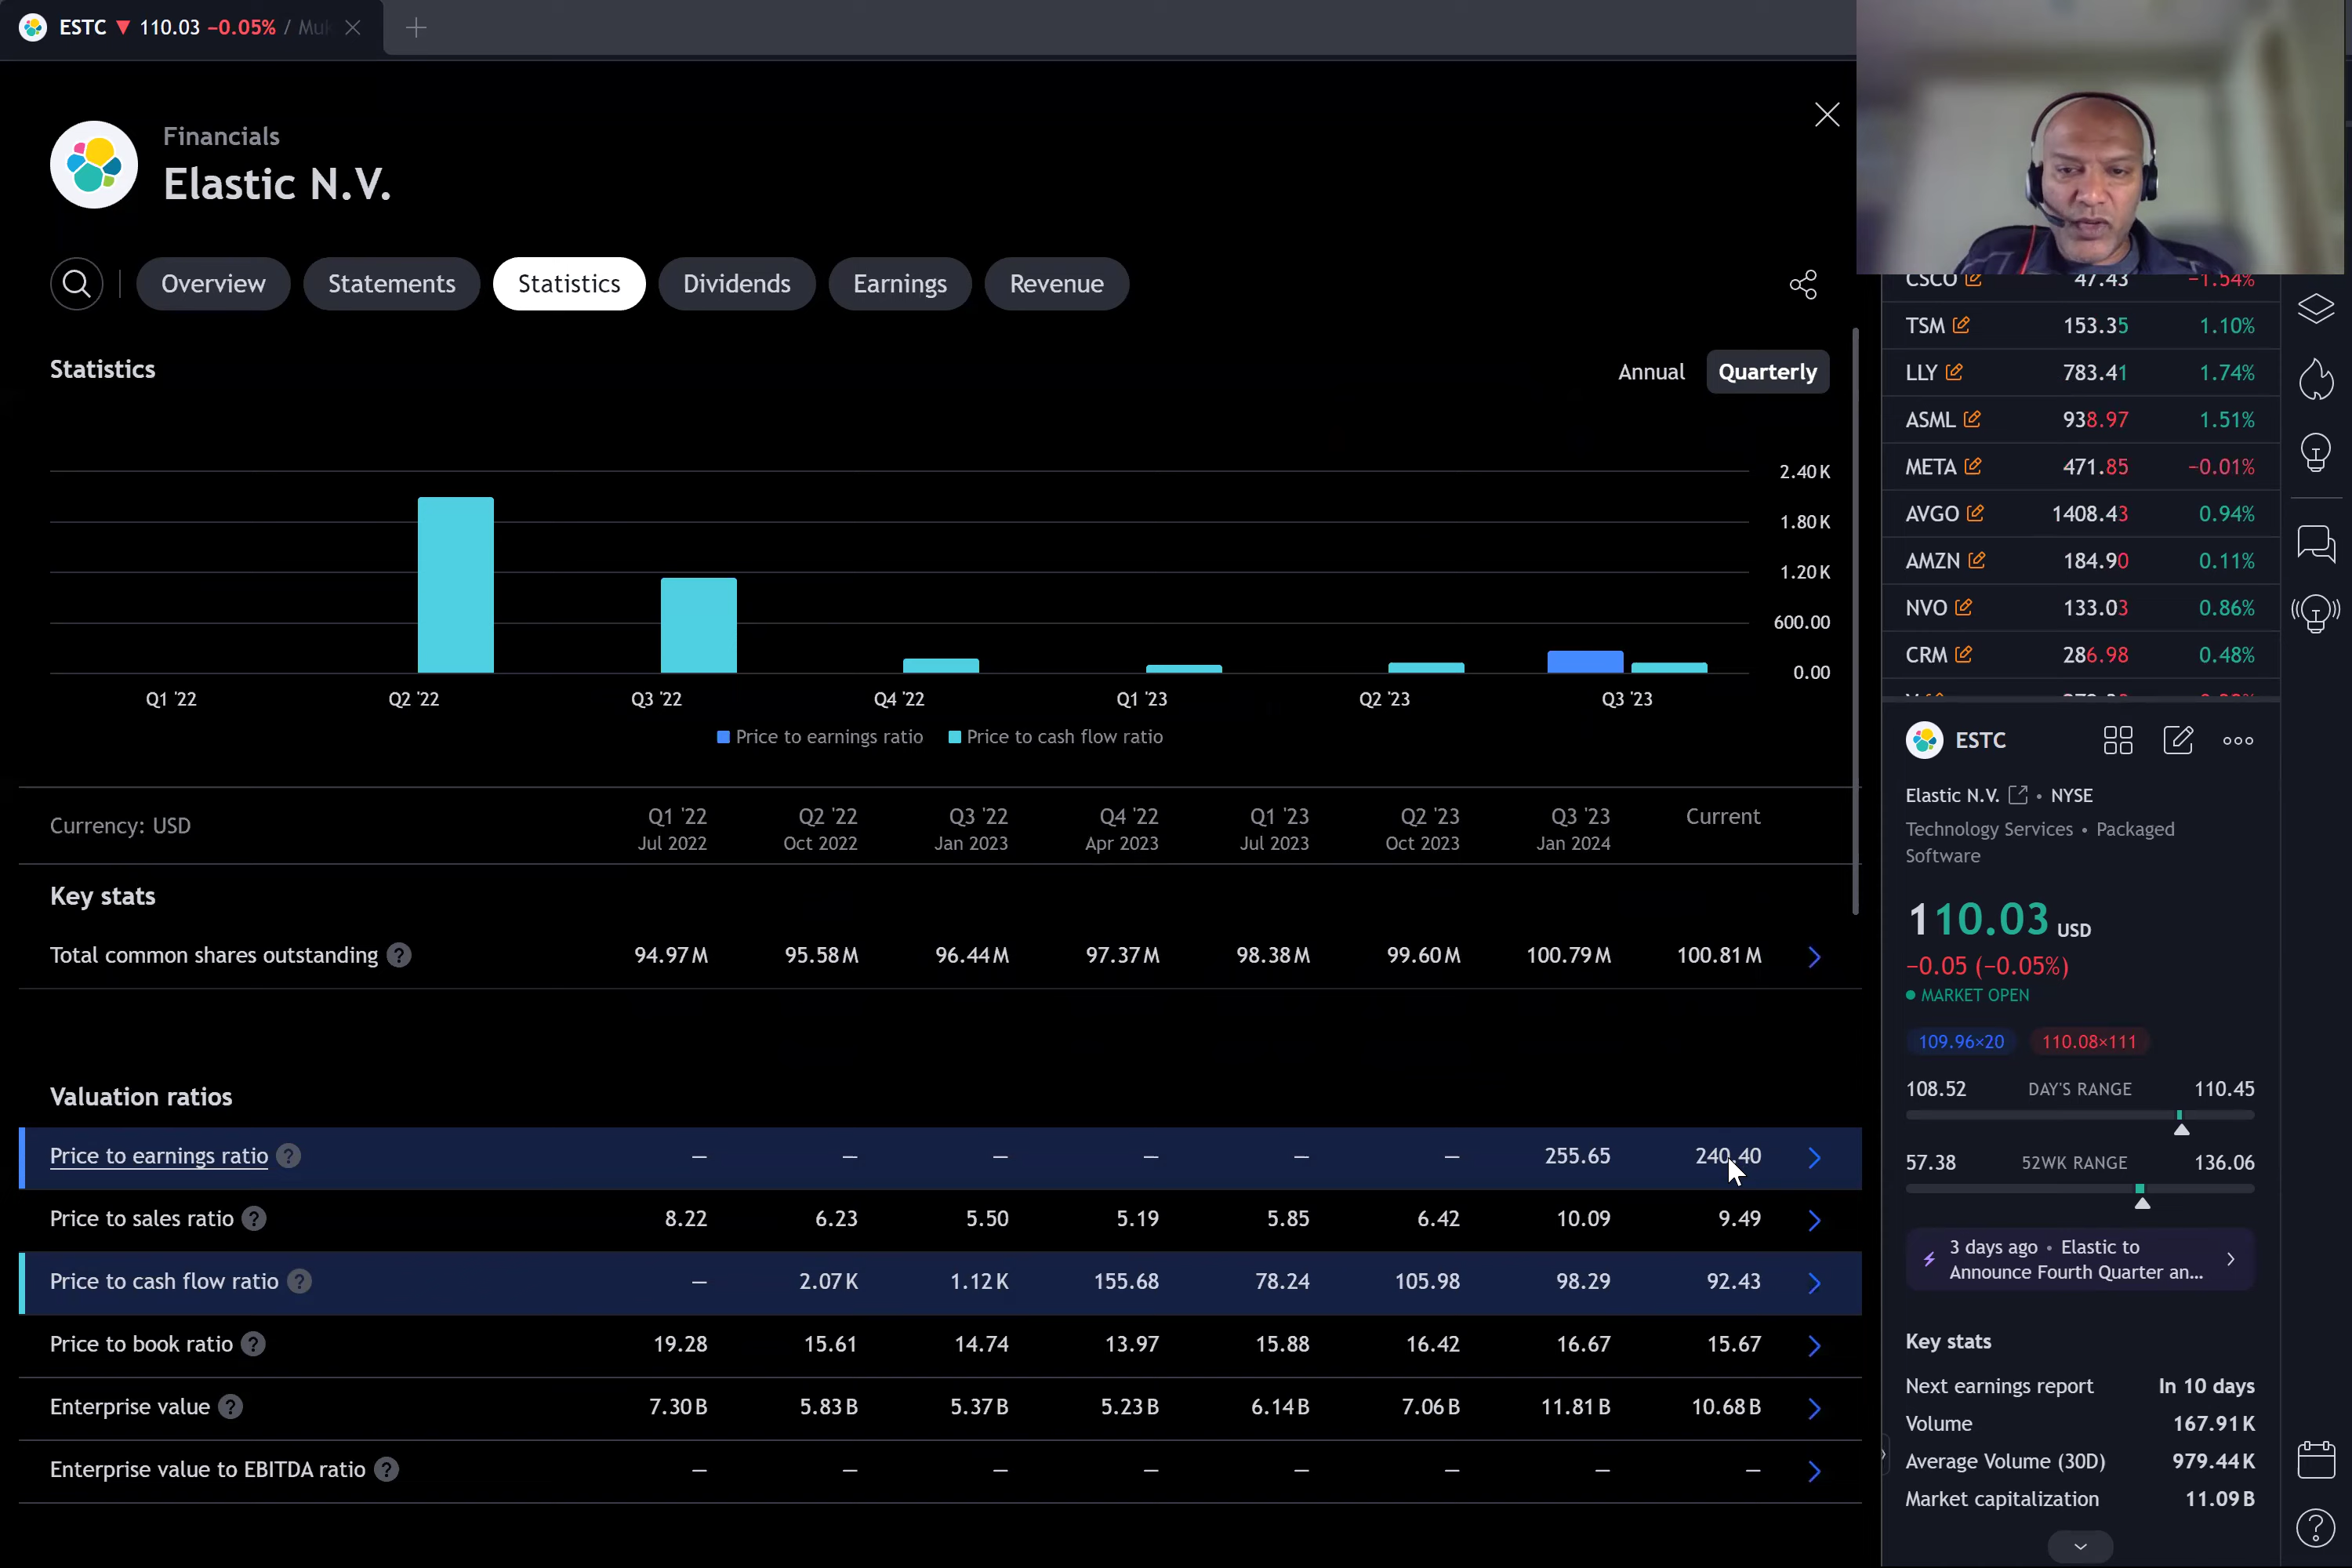 ESTC ▼ 110.03 −0.05% / Muk
Financials
Elastic N.V.
Overview Statements Statistics Dividends Earnings Revenue
Statistics
Annual Quarterly
2.40 K
1.80 K
1.20 K
600.00
0.00
Q1 '22 Q2 '22 Q3 '22 Q4 '22 Q1 '23 Q2 '23 Q3 '23
Price to earnings ratio Price to cash flow ratio
Currency: USD
Q1 '22 Q2 '22 Q3 '22 Q4 '22 Q1 '23 Q2 '23 Q3 '23 Current
Jul 2022 Oct 2022 Jan 2023 Apr 2023 Jul 2023 Oct 2023 Jan 2024
Key stats
Total common shares outstanding ? 94.97 M 95.58 M 96.44 M 97.37 M 98.38 M 99.60 M 100.79 M 100.81 M
Valuation ratios
Price to earnings ratio ? — — — — — — 255.65 240.40
Price to sales ratio ? 8.22 6.23 5.50 5.19 5.85 6.42 10.09 9.49
Price to cash flow ratio ? — 2.07 K 1.12 K 155.68 78.24 105.98 98.29 92.43
Price to book ratio ? 19.28 15.61 14.74 13.97 15.88 16.42 16.67 15.67
Enterprise value ? 7.30 B 5.83 B 5.37 B 5.23 B 6.14 B 7.06 B 11.81 B 10.68 B
Enterprise value to EBITDA ratio ? — — — — — — — —
CSCO 47.43 −1.54%
TSM 153.35 1.10%
LLY 783.41 1.74%
ASML 938.97 1.51%
META 471.85 −0.01%
AVGO 1408.43 0.94%
AMZN 184.90 0.11%
NVO 133.03 0.86%
CRM 286.98 0.48%
ESTC
Elastic N.V. • NYSE
Technology Services • Packaged
Software
110.03 USD
−0.05 (−0.05%)
MARKET OPEN
109.96×20 110.08×111
108.52 DAY'S RANGE 110.45
57.38 52WK RANGE 136.06
3 days ago • Elastic to
Announce Fourth Quarter an...
Key stats
Next earnings report In 10 days
Volume 167.91 K
Average Volume (30D) 979.44 K
Market capitalization 11.09 B